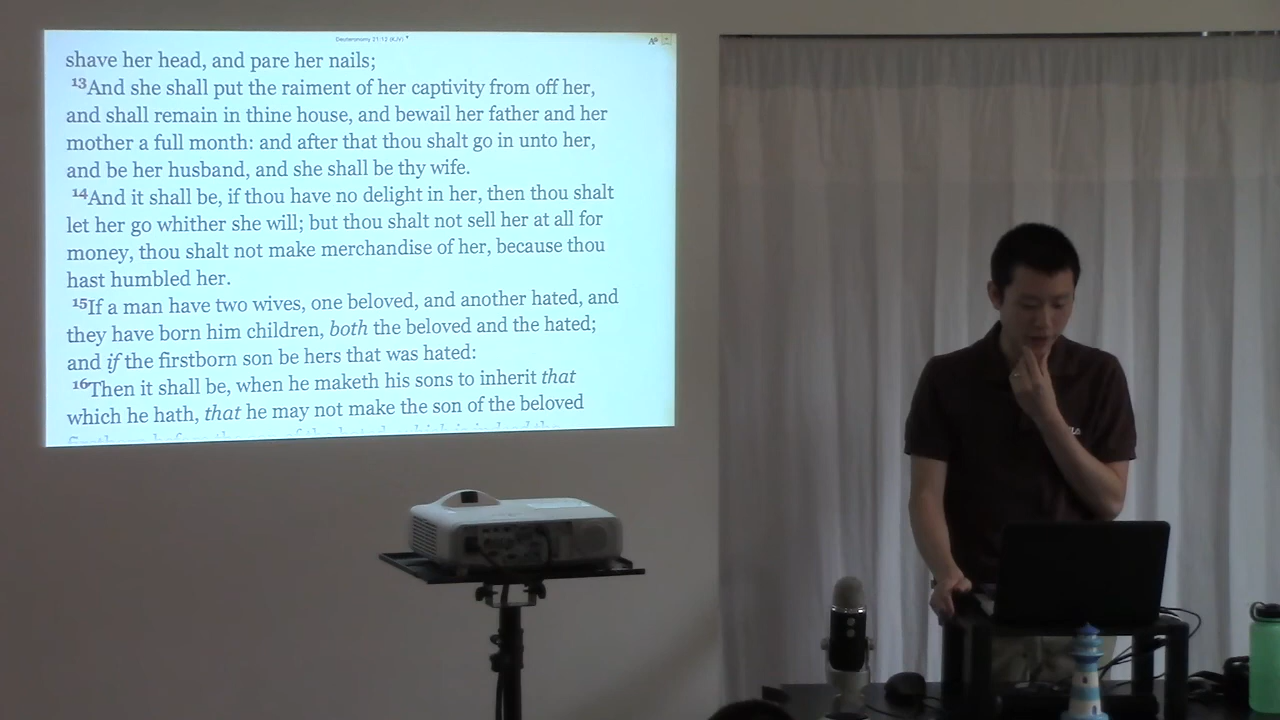 Deuteronomy 21:12 (KJV)
shave her head, and pare her nails;
13And she shall put the raiment of her captivity from off her,
and shall remain in thine house, and bewail her father and her
mother a full month: and after that thou shalt go in unto her,
and be her husband, and she shall be thy wife.
14And it shall be, if thou have no delight in her, then thou shalt
let her go whither she will; but thou shalt not sell her at all for
money, thou shalt not make merchandise of her, because thou
hast humbled her.
15If a man have two wives, one beloved, and another hated, and
they have born him children, both the beloved and the hated;
and if the firstborn son be hers that was hated:
16Then it shall be, when he maketh his sons to inherit that
which he hath, that he may not make the son of the beloved